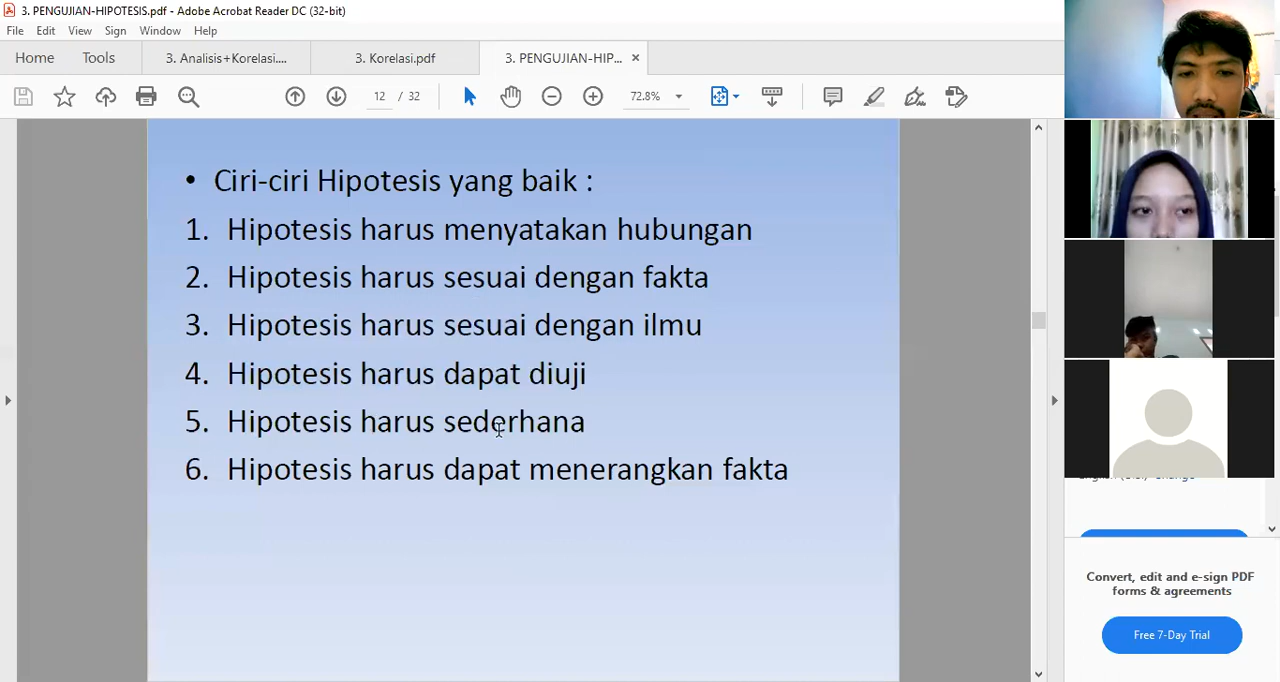 3. PENGUJIAN-HIPOTESIS.pdf - Adobe Acrobat Reader DC (32-bit)
File Edit View Sign Window Help
Home Tools 3. Analisis+Korelasi.... 3. Korelasi.pdf 3. PENGUJIAN-HIP... ×
12 / 32 72.8%
• Ciri-ciri Hipotesis yang baik :
1. Hipotesis harus menyatakan hubungan
2. Hipotesis harus sesuai dengan fakta
3. Hipotesis harus sesuai dengan ilmu
4. Hipotesis harus dapat diuji
5. Hipotesis harus sederhana
6. Hipotesis harus dapat menerangkan fakta
Convert, edit and e-sign PDF
forms & agreements
Free 7-Day Trial